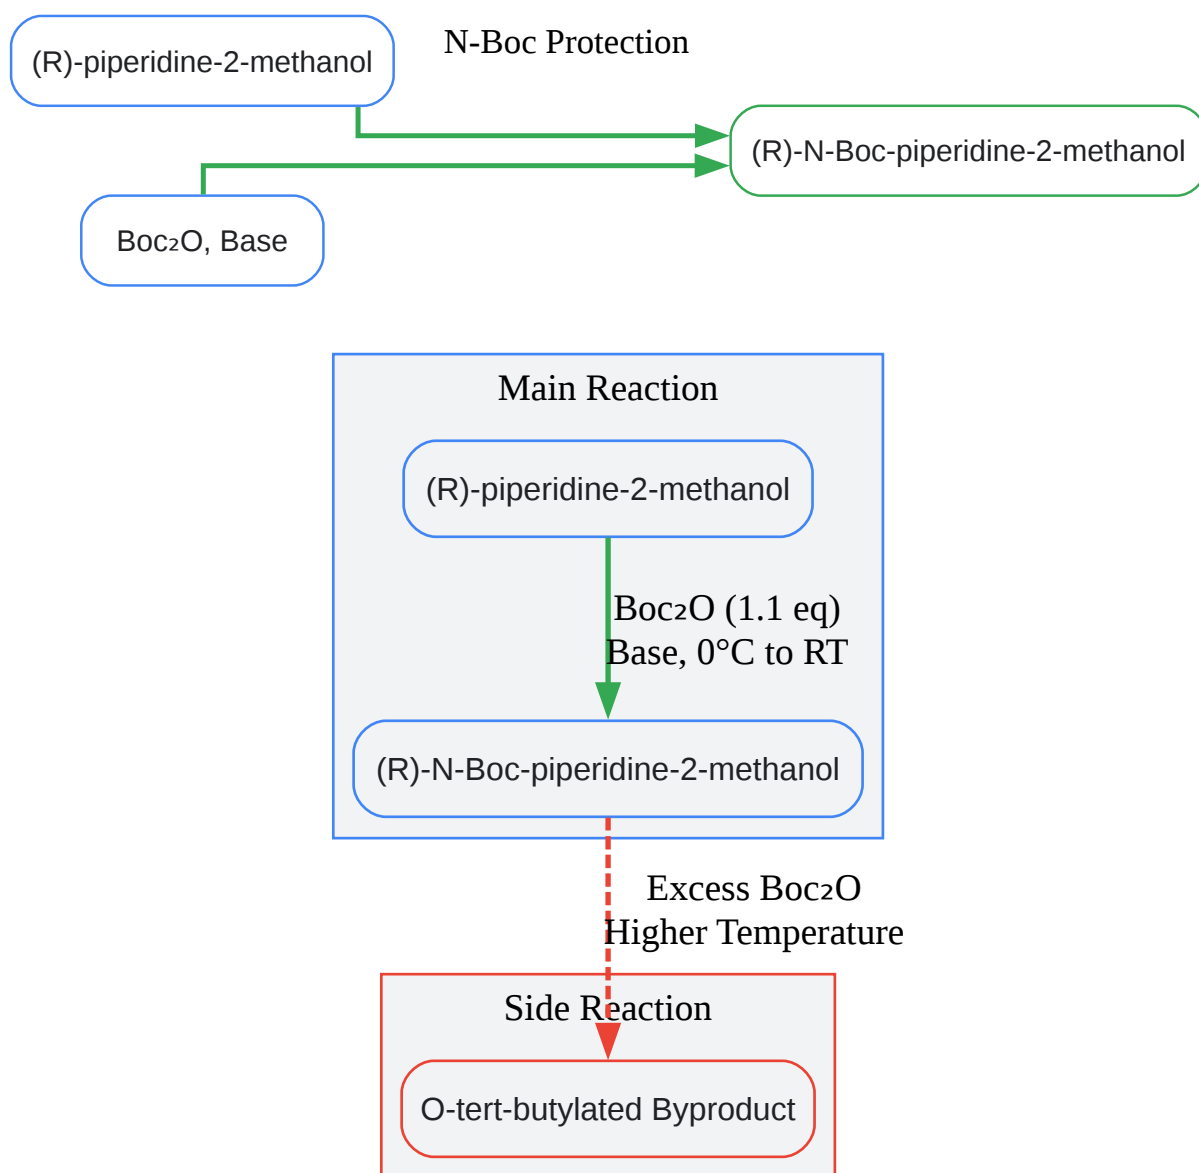 (R)-piperidine-2-methanol
N-Boc Protection
(R)-N-Boc-piperidine-2-methanol
Boc₂O, Base
Main Reaction
(R)-piperidine-2-methanol
Boc₂O (1.1 eq)
Base, 0°C to RT
(R)-N-Boc-piperidine-2-methanol
Excess Boc₂O
Higher Temperature
Side Reaction
O-tert-butylated Byproduct